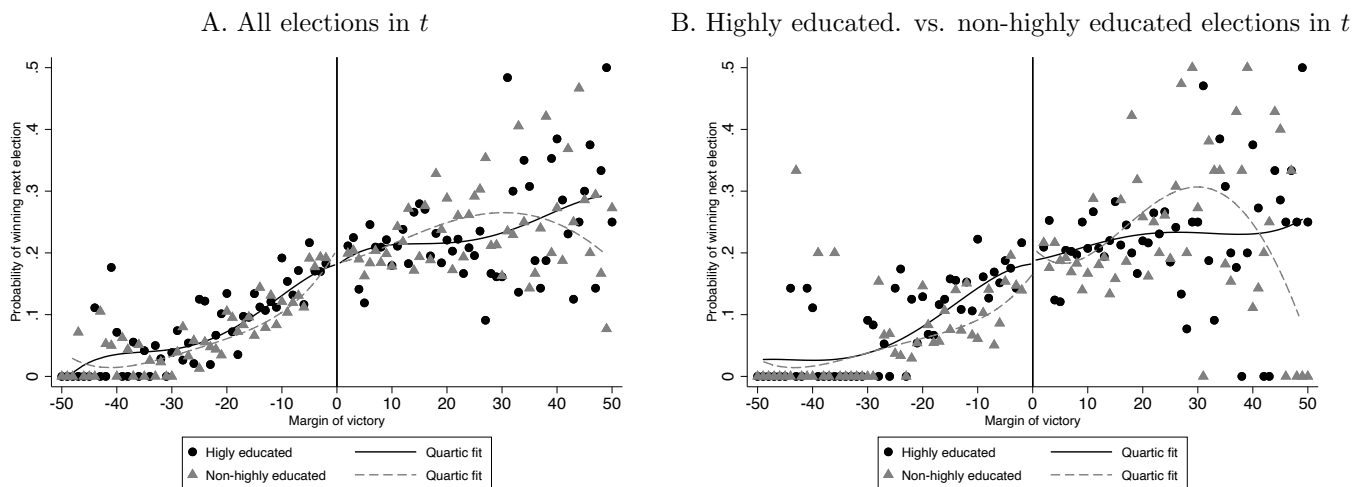 A. All elections in t
B. Highly educated. vs. non-highly educated elections in t
Probability of winning next election
.5
.4
.3
.2
.1
0
-50 -40 -30 -20 -10 0 10 20 30 40 50
Margin of victory
Higly educated Quartic fit
Non-highly educated Quartic fit
Probability of winning next election
.5
.4
.3
.2
.1
0
-50 -40 -30 -20 -10 0 10 20 30 40 50
Margin of victory
Highly educated Quartic fit
Non-highly educated Quartic fit